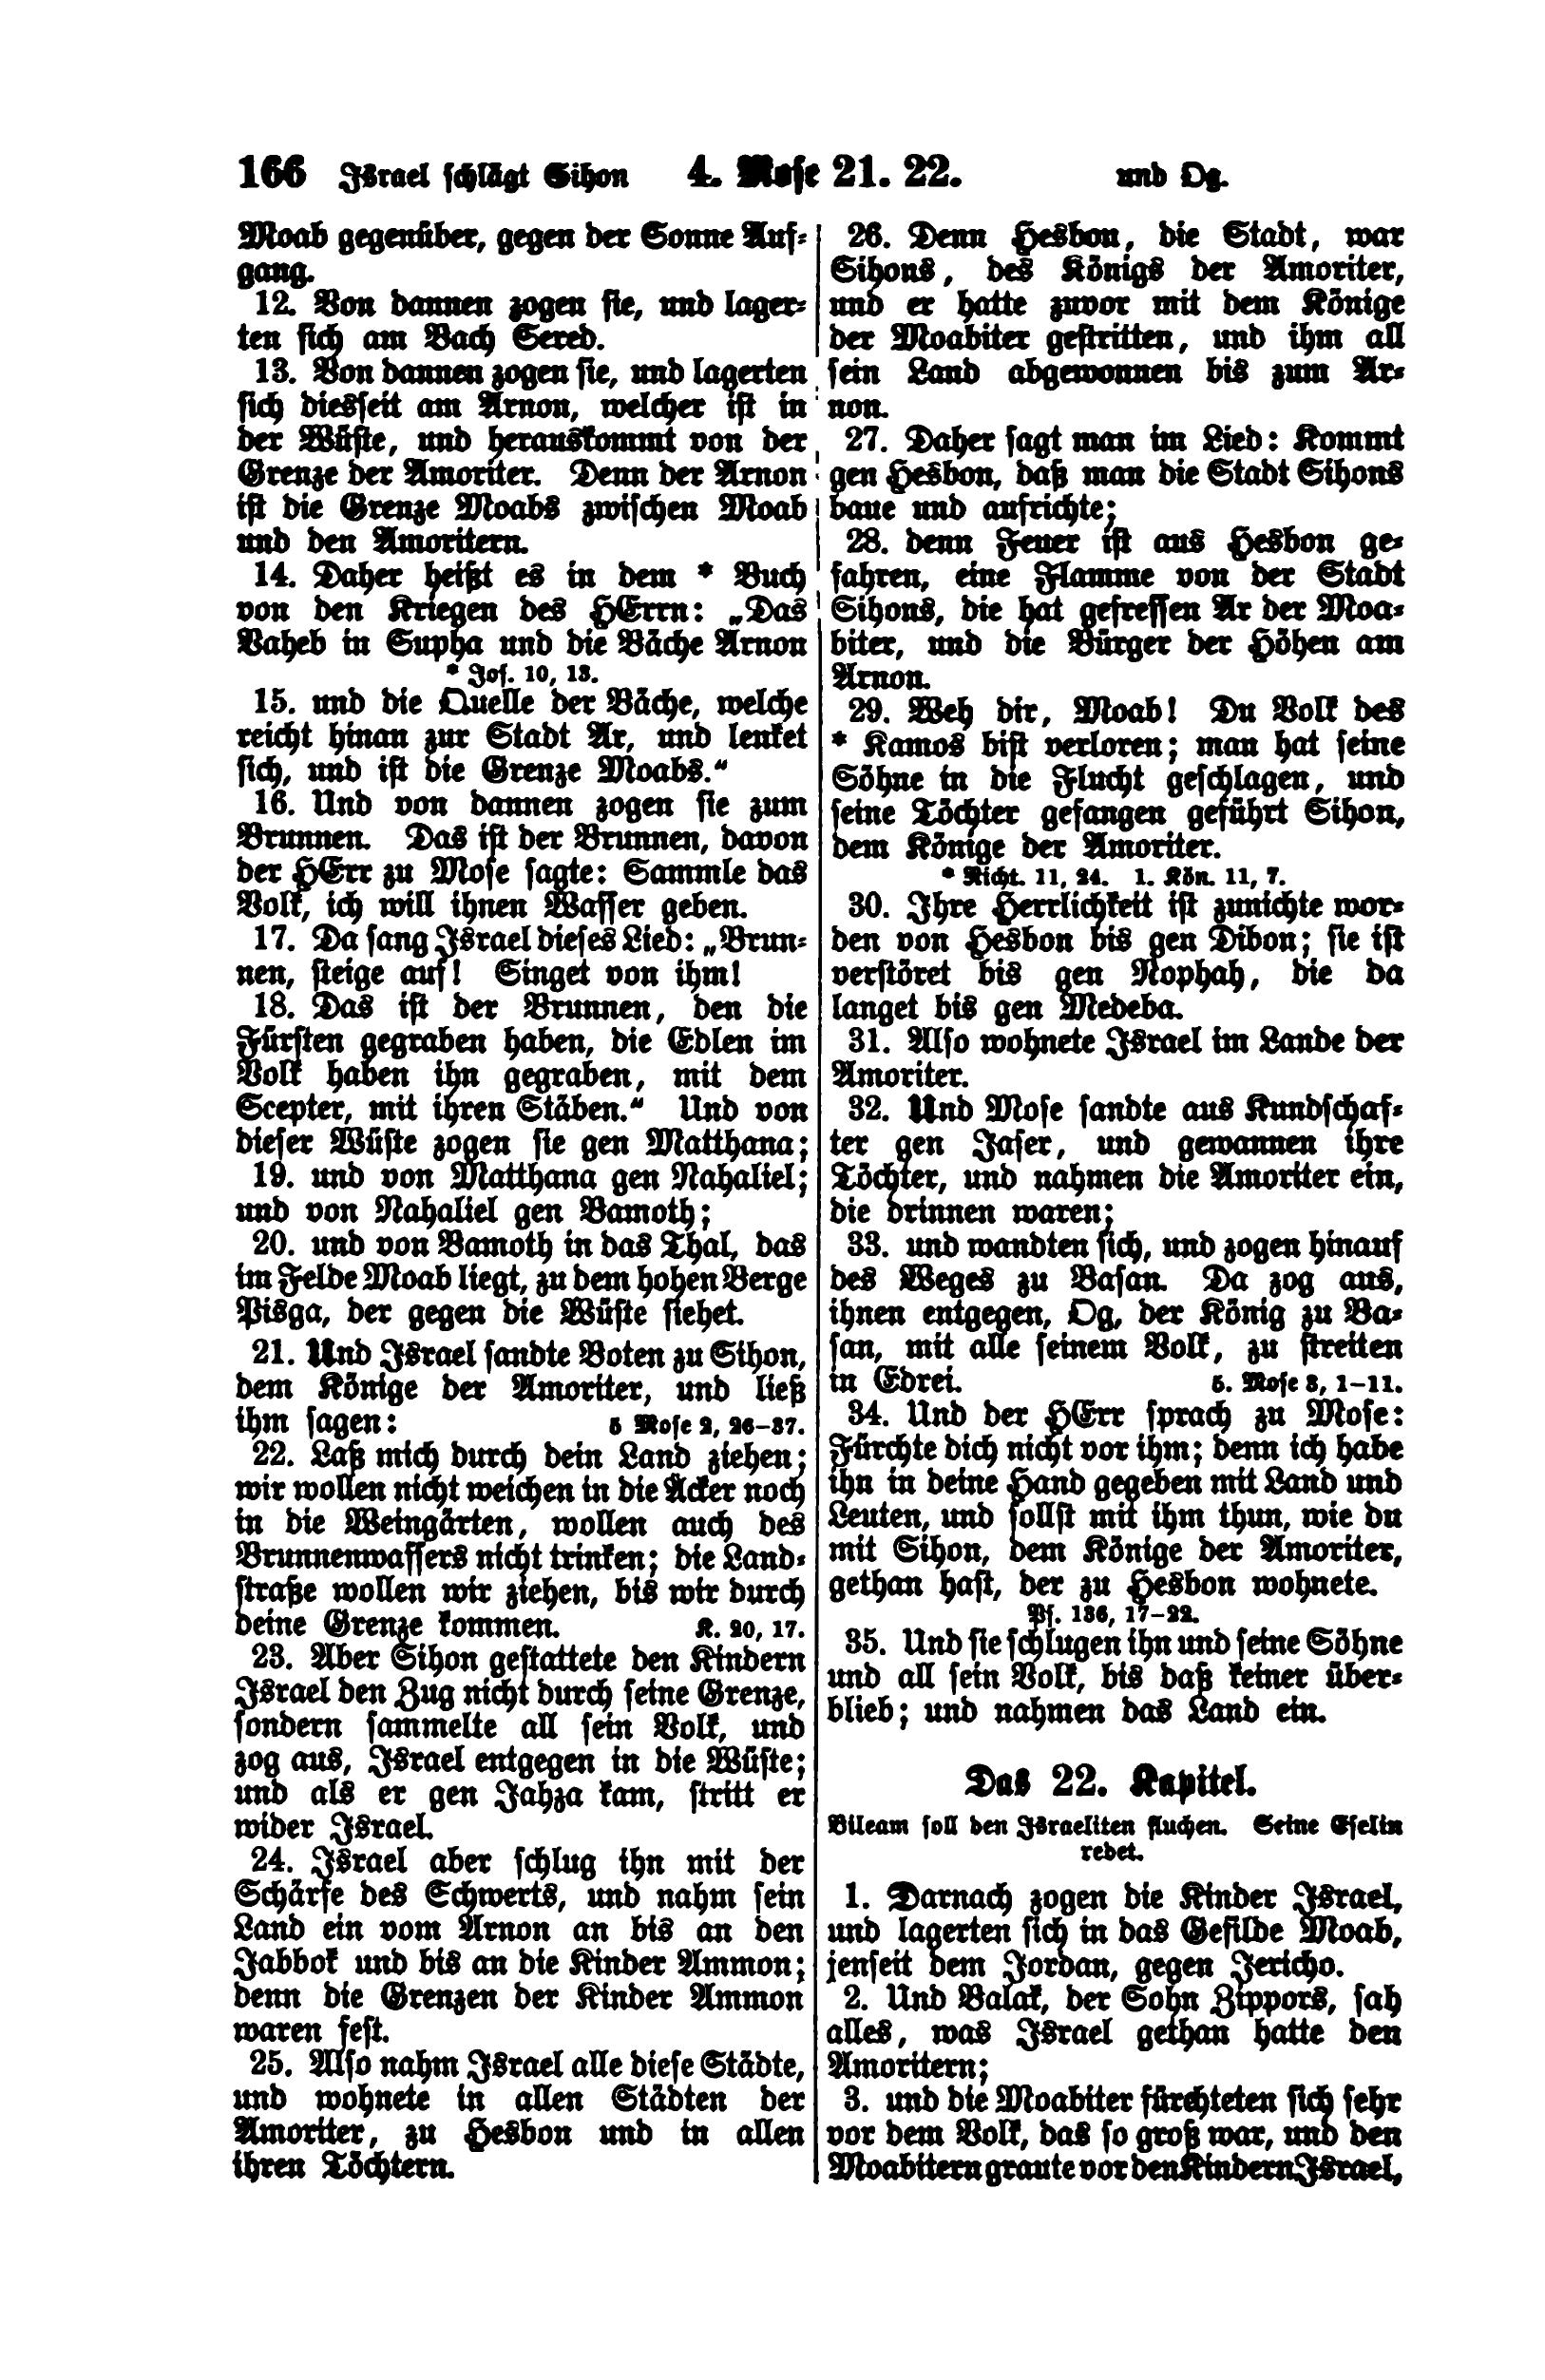 166 Israel schlägt Sihon 4. Mose 21. 22. und Og.
Moab gegenüber, gegen der Sonne Auf-
gang.
12. Von dannen zogen sie, und lager-
ten sich am Bach Sered.
13. Von dannen zogen sie, und lagerten
sich diesseit am Arnon, welcher ist in
der Wüste, und herauskommt von der
Grenze der Amoriter. Denn der Arnon
ist die Grenze Moabs zwischen Moab
und den Amoritern.
14. Daher heißt es in dem * Buch
von den Kriegen des HErrn: „Das
Vaheb in Supha und die Bäche Arnon
* Jos. 10, 13.
15. und die Quelle der Bäche, welche
reicht hinan zur Stadt Ar, und lenket
sich, und ist die Grenze Moabs.“
16. Und von dannen zogen sie zum
Brunnen. Das ist der Brunnen, davon
der HErr zu Mose sagte: Sammle das
Volk, ich will ihnen Wasser geben.
17. Da sang Israel dieses Lied: „Brun-
nen, steige auf! Singet von ihm!
18. Das ist der Brunnen, den die
Fürsten gegraben haben, die Edlen im
Volk haben ihn gegraben, mit dem
Scepter, mit ihren Stäben.“ Und von
dieser Wüste zogen sie gen Matthana;
19. und von Matthana gen Nahaliel;
und von Nahaliel gen Bamoth;
20. und von Bamoth in das Thal, das
im Felde Moab liegt, zu dem hohen Berge
Pisga, der gegen die Wüste siehet.
21. Und Israel sandte Boten zu Sihon,
dem Könige der Amoriter, und ließ
ihm sagen: 5 Mose 2, 26–37.
22. Laß mich durch dein Land ziehen;
wir wollen nicht weichen in die Äcker noch
in die Weingärten, wollen auch des
Brunnenwassers nicht trinken; die Land-
straße wollen wir ziehen, bis wir durch
deine Grenze kommen. K. 20, 17.
23. Aber Sihon gestattete den Kindern
Israel den Zug nicht durch seine Grenze,
sondern sammelte all sein Volk, und
zog aus, Israel entgegen in die Wüste;
und als er gen Jahza kam, stritt er
wider Israel.
24. Israel aber schlug ihn mit der
Schärfe des Schwerts, und nahm sein
Land ein vom Arnon an bis an den
Jabbok und bis an die Kinder Ammon;
denn die Grenzen der Kinder Ammon
waren fest.
25. Also nahm Israel alle diese Städte,
und wohnete in allen Städten der
Amoriter, zu Hesbon und in allen
ihren Töchtern.
26. Denn Hesbon, die Stadt, war
Sihons, des Königs der Amoriter,
und er hatte zuvor mit dem Könige
der Moabiter gestritten, und ihm all
sein Land abgewonnen bis zum Ar-
non.
27. Daher sagt man im Lied: Kommt
gen Hesbon, daß man die Stadt Sihons
baue und aufrichte;
28. denn Feuer ist aus Hesbon ge-
fahren, eine Flamme von der Stadt
Sihons, die hat gefressen Ar der Moa-
biter, und die Bürger der Höhen am
Arnon.
29. Weh dir, Moab! Du Volk des
* Kamos bist verloren; man hat seine
Söhne in die Flucht geschlagen, und
seine Töchter gefangen geführt Sihon,
dem Könige der Amoriter.
* Richt. 11, 24. 1. Kön. 11, 7.
30. Ihre Herrlichkeit ist zunichte wor-
den von Hesbon bis gen Dibon; sie ist
verstöret bis gen Nophah, die da
langet bis gen Medeba.
31. Also wohnete Israel im Lande der
Amoriter.
32. Und Mose sandte aus Kundschaf-
ter gen Jaser, und gewannen ihre
Töchter, und nahmen die Amoriter ein,
die drinnen waren;
33. und wandten sich, und zogen hinauf
des Weges zu Basan. Da zog aus,
ihnen entgegen, Og, der König zu Ba-
san, mit alle seinem Volk, zu streiten
in Edrei. 5. Mose 3, 1–11.
34. Und der HErr sprach zu Mose:
Fürchte dich nicht vor ihm; denn ich habe
ihn in deine Hand gegeben mit Land und
Leuten, und sollst mit ihm thun, wie du
mit Sihon, dem Könige der Amoriter,
gethan hast, der zu Hesbon wohnete.
Ps. 136, 17–22.
35. Und sie schlugen ihn und seine Söhne
und all sein Volk, bis daß keiner über-
blieb; und nahmen das Land ein.
Das 22. Kapitel.
Bileam soll den Israeliten fluchen. Seine Eselin
redet.
1. Darnach zogen die Kinder Israel,
und lagerten sich in das Gefilde Moab,
jenseit dem Jordan, gegen Jericho.
2. Und Balak, der Sohn Zippors, sah
alles, was Israel gethan hatte den
Amoritern;
3. und die Moabiter fürchteten sich sehr
vor dem Volk, das so groß war, und den
Moabitern graute vor den Kindern Israel,